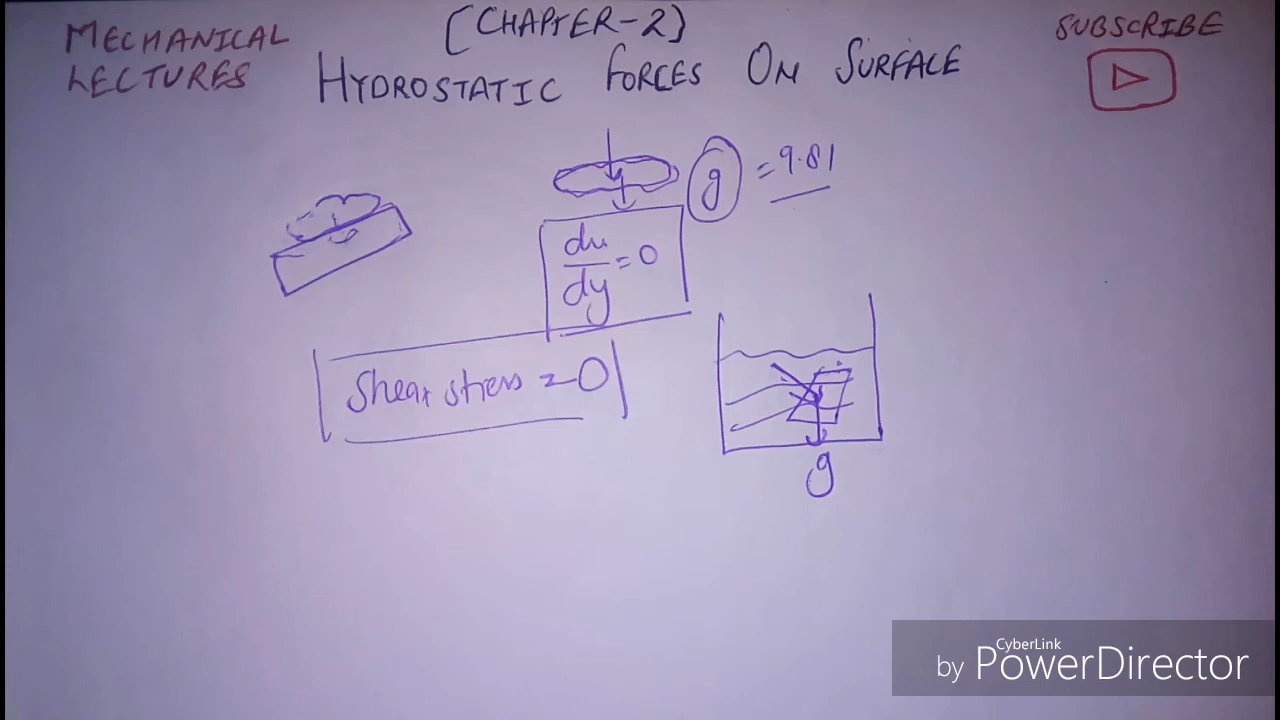 [CHAPTER-2]
MECHANICAL
LECTURES
HYDROSTATIC FORCES ON SURFACE
SUBSCRIBE
g = 9.81
du/dy = 0
Shear stress = 0
g
CyberLink
by PowerDirector